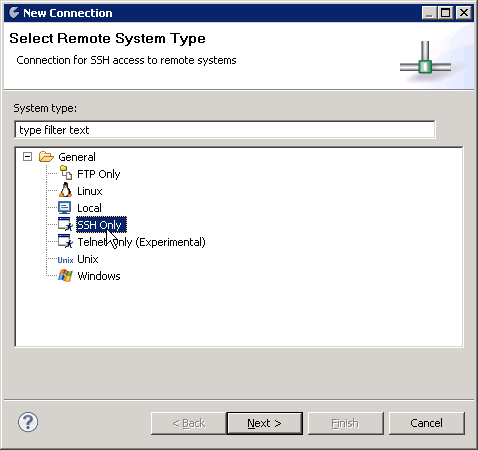 New Connection
Select Remote System Type
Connection for SSH access to remote systems
System type:
type filter text
General
FTP Only
Linux
Local
SSH Only
Telnet Only (Experimental)
Unix Unix
Windows
?
< Back
Next >
Finish
Cancel